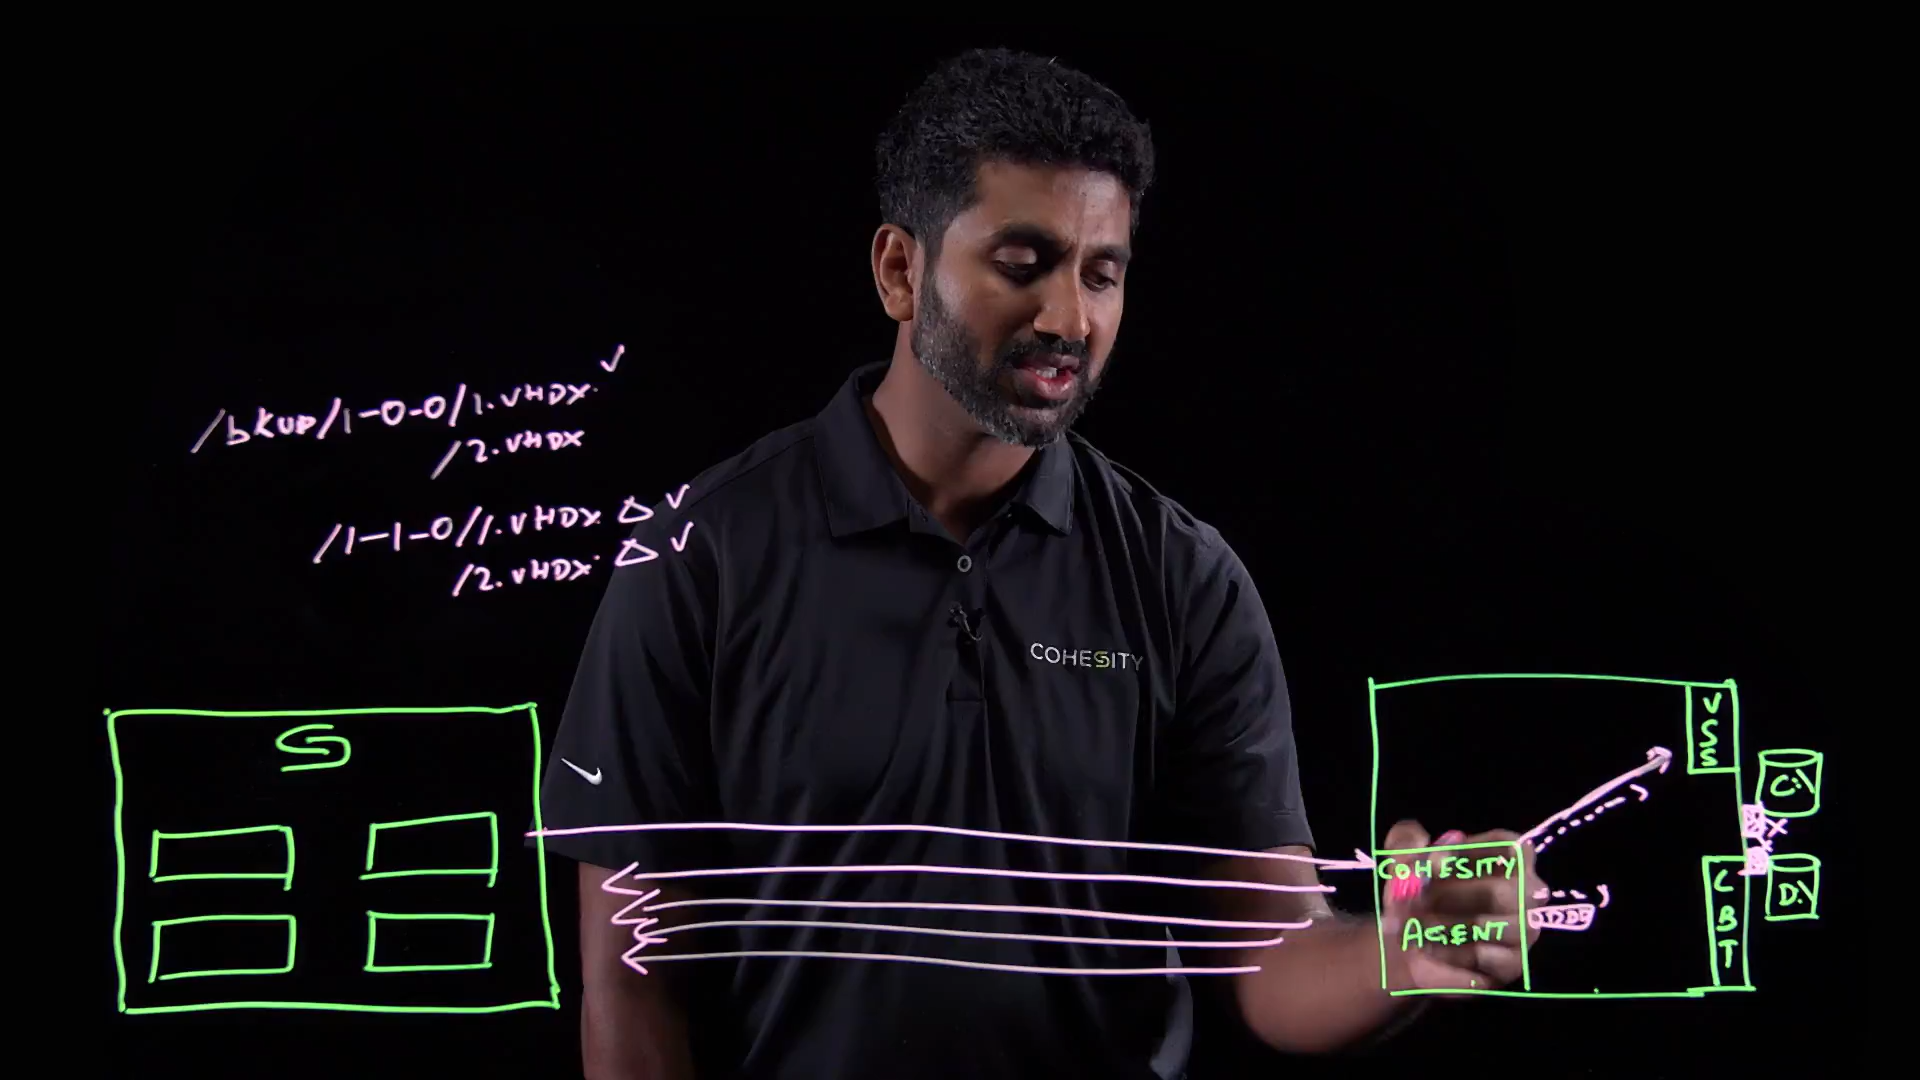 /bkup/1-0-0/1.VHDX. ✓
/2.VHDX
/1-1-0/1.VHDX. Δ ✓
/2.VHDX. Δ ✓
COHESITY
S
VSS
C:\
COHESITY
AGENT
CBT
D:\
X
X